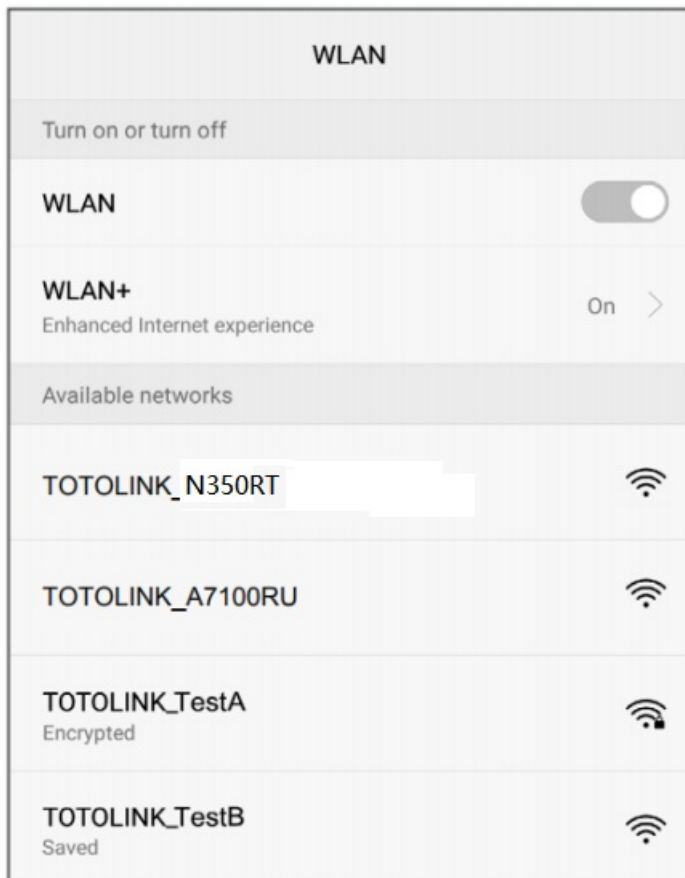 WLAN
Turn on or turn off
WLAN
WLAN+
Enhanced Internet experience
On
Available networks
TOTOLINK_N350RT
TOTOLINK_A7100RU
TOTOLINK_TestA
Encrypted
TOTOLINK_TestB
Saved